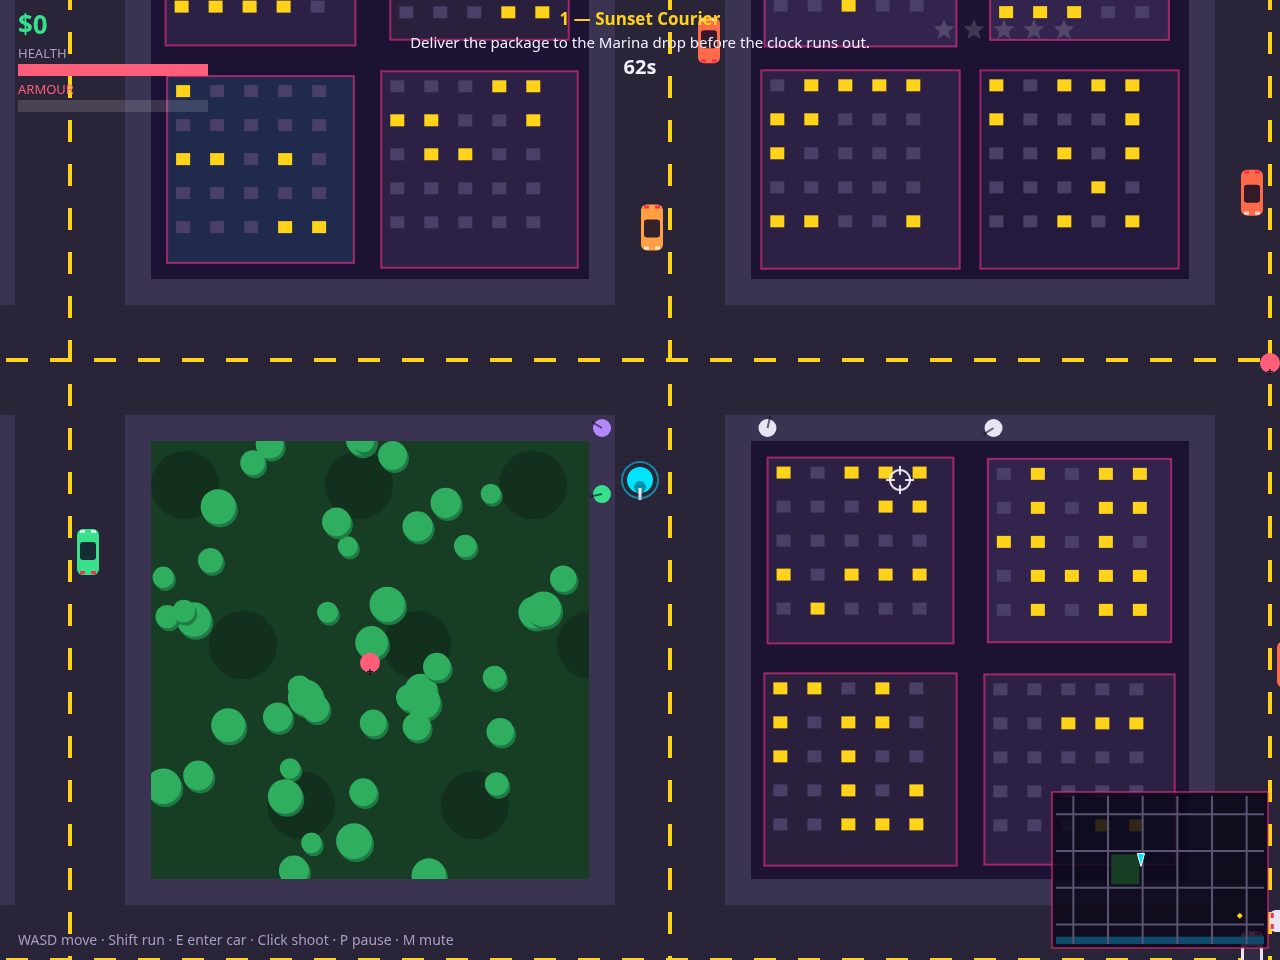 $0
1 — Sunset Courier
Deliver the package to the Marina drop before the clock runs out.
HEALTH
62s
ARMOUR
WASD move · Shift run · E enter car · Click shoot · P pause · M mute